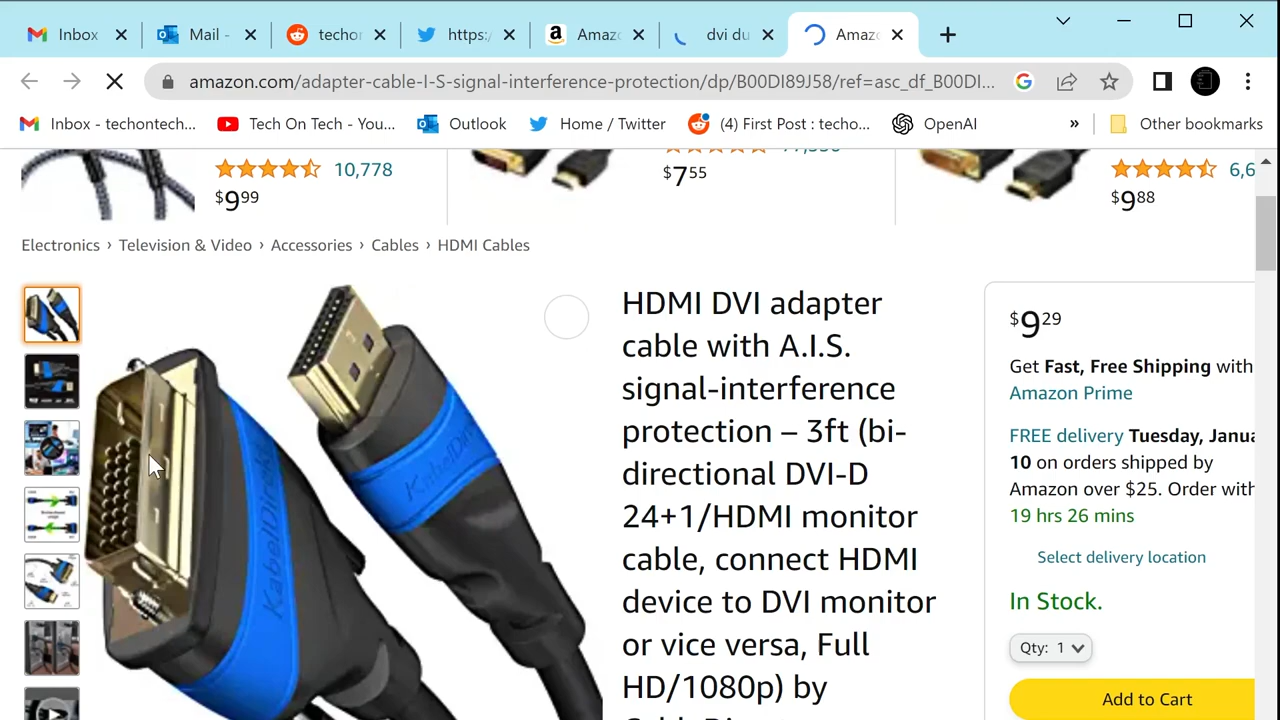 Inbox
Mail -
techor
https:/
Amazo
dvi du
Amazo
amazon.com/adapter-cable-I-S-signal-interference-protection/dp/B00DI89J58/ref=asc_df_B00DI...
Inbox - techontech...
Tech On Tech - You...
Outlook
Home / Twitter
(4) First Post : techo...
OpenAI
»
Other bookmarks
10,778
$9.99
$7.55
6,6
$9.88
Electronics › Television & Video › Accessories › Cables › HDMI Cables
HDMI DVI adapter
cable with A.I.S.
signal-interference
protection – 3ft (bi-
directional DVI-D
24+1/HDMI monitor
cable, connect HDMI
device to DVI monitor
or vice versa, Full
HD/1080p) by
$9.29
Get Fast, Free Shipping with
Amazon Prime
FREE delivery Tuesday, Janua
10 on orders shipped by
Amazon over $25. Order with
19 hrs 26 mins
Select delivery location
In Stock.
Qty: 1
Add to Cart
KabelDirekt
KabelDirekt